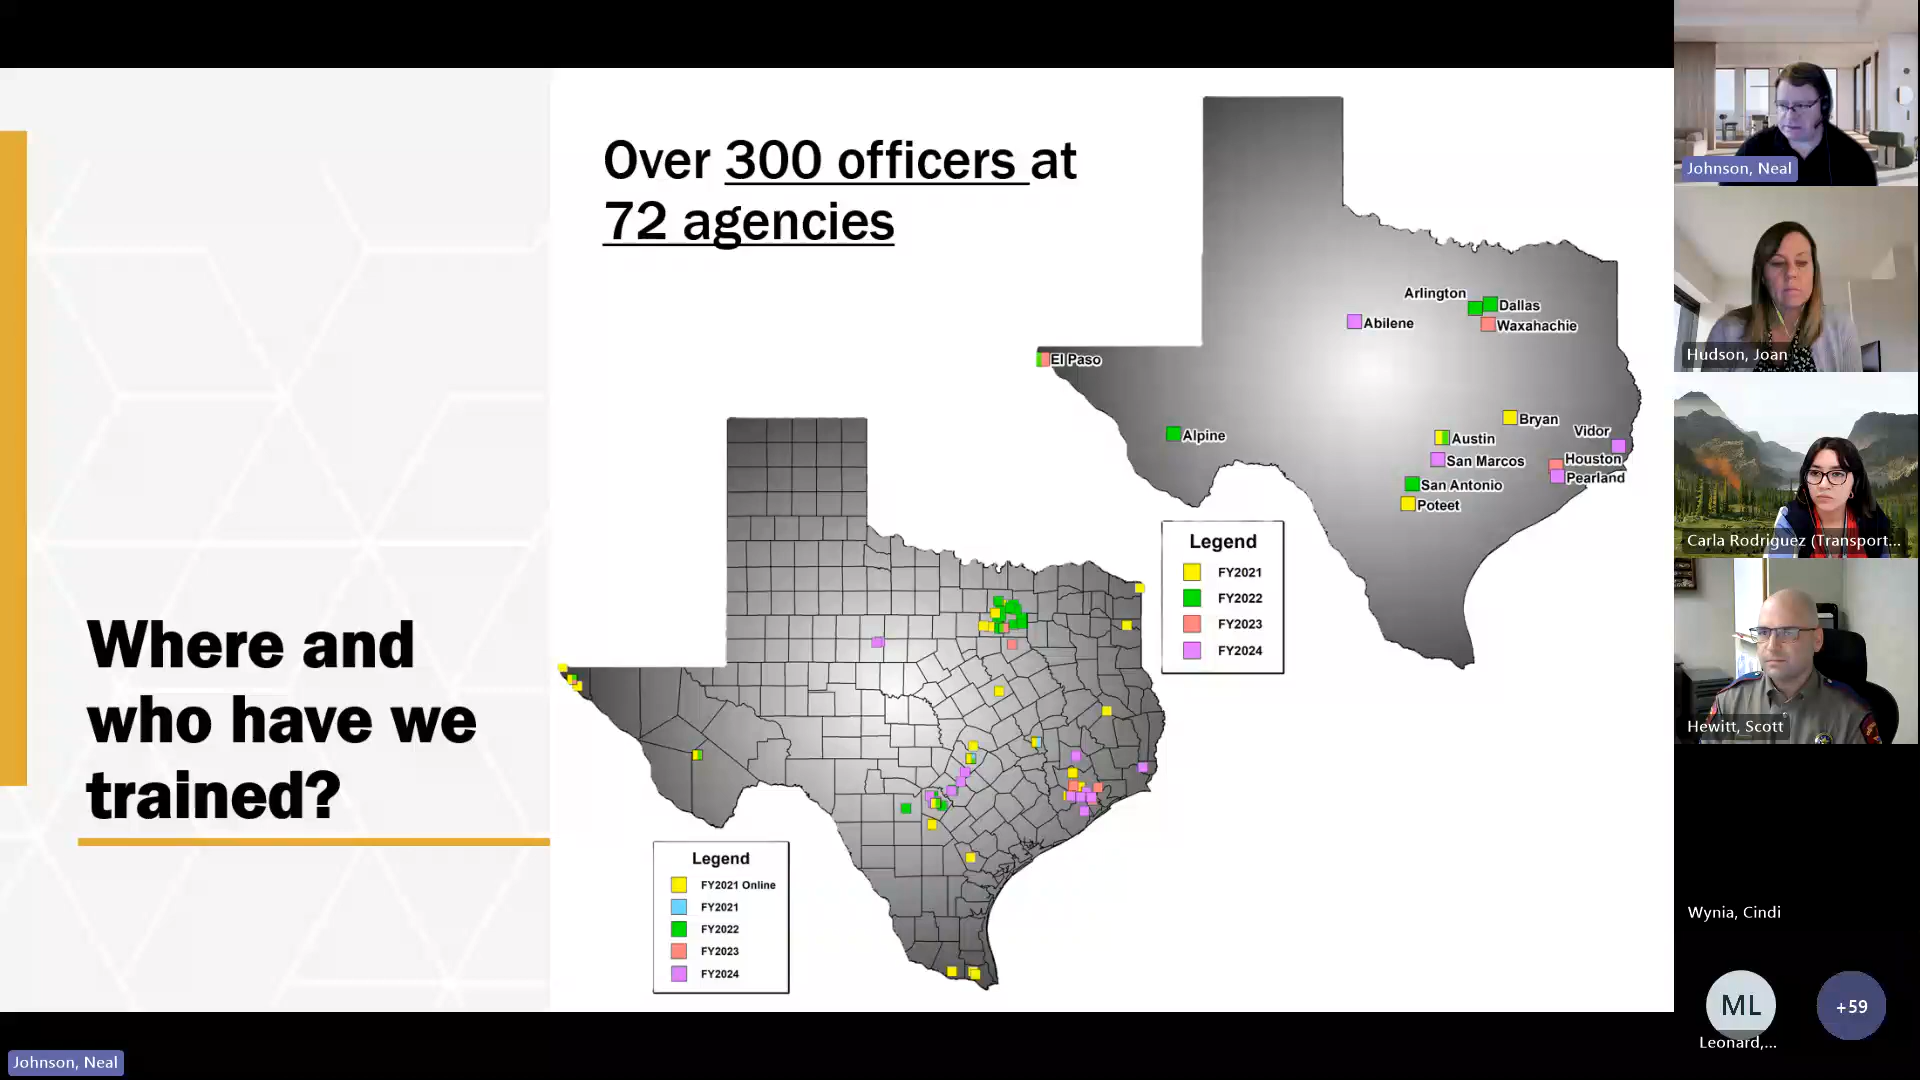 Where and
who have we
trained?
Over 300 officers at
72 agencies
Arlington
Dallas
Waxahachie
Abilene
El Paso
Alpine
Bryan
Austin
Vidor
San Marcos
Houston
Pearland
San Antonio
Poteet
Legend
FY2021
FY2022
FY2023
FY2024
Legend
FY2021 Online
FY2021
FY2022
FY2023
FY2024
Johnson, Neal
Hudson, Joan
Carla Rodriguez (Transport...
Hewitt, Scott
Wynia, Cindi
ML
+59
Leonard,...
Johnson, Neal